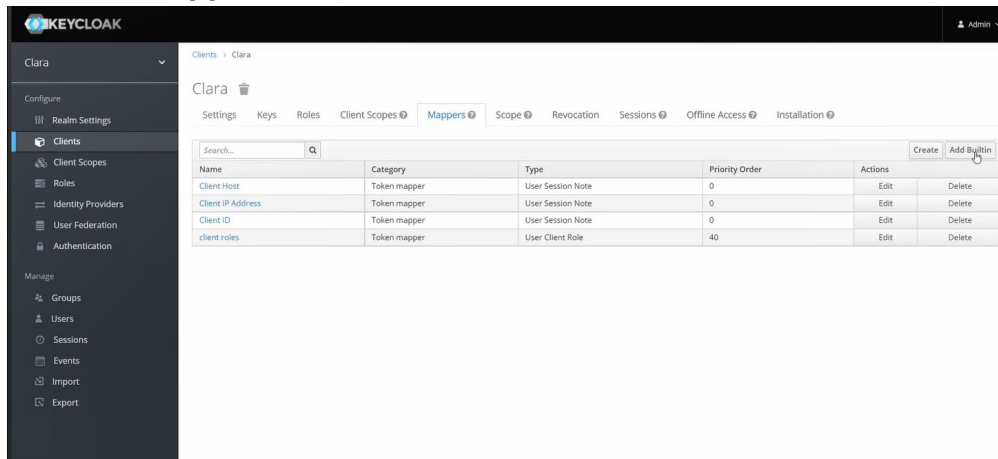 KEYCLOAK
Admin
Clara
Clients > Clara
Clara
Configure
Realm Settings
Clients
Client Scopes
Roles
Identity Providers
User Federation
Authentication
Manage
Groups
Users
Sessions
Events
Import
Export
Settings Keys Roles Client Scopes Mappers Scope Revocation Sessions Offline Access Installation
Search... Create Add Builtin
Name Category Type Priority Order Actions
Client Host Token mapper User Session Note 0 Edit Delete
Client IP Address Token mapper User Session Note 0 Edit Delete
Client ID Token mapper User Session Note 0 Edit Delete
client roles Token mapper User Client Role 40 Edit Delete